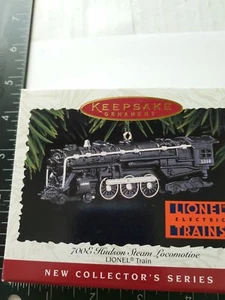 KEEPSAKE
ORNAMENT
LIONEL
ELECTRIC
TRAINS
700E Hudson Steam Locomotive
LIONEL® Train
NEW COLLECTOR'S SERIES